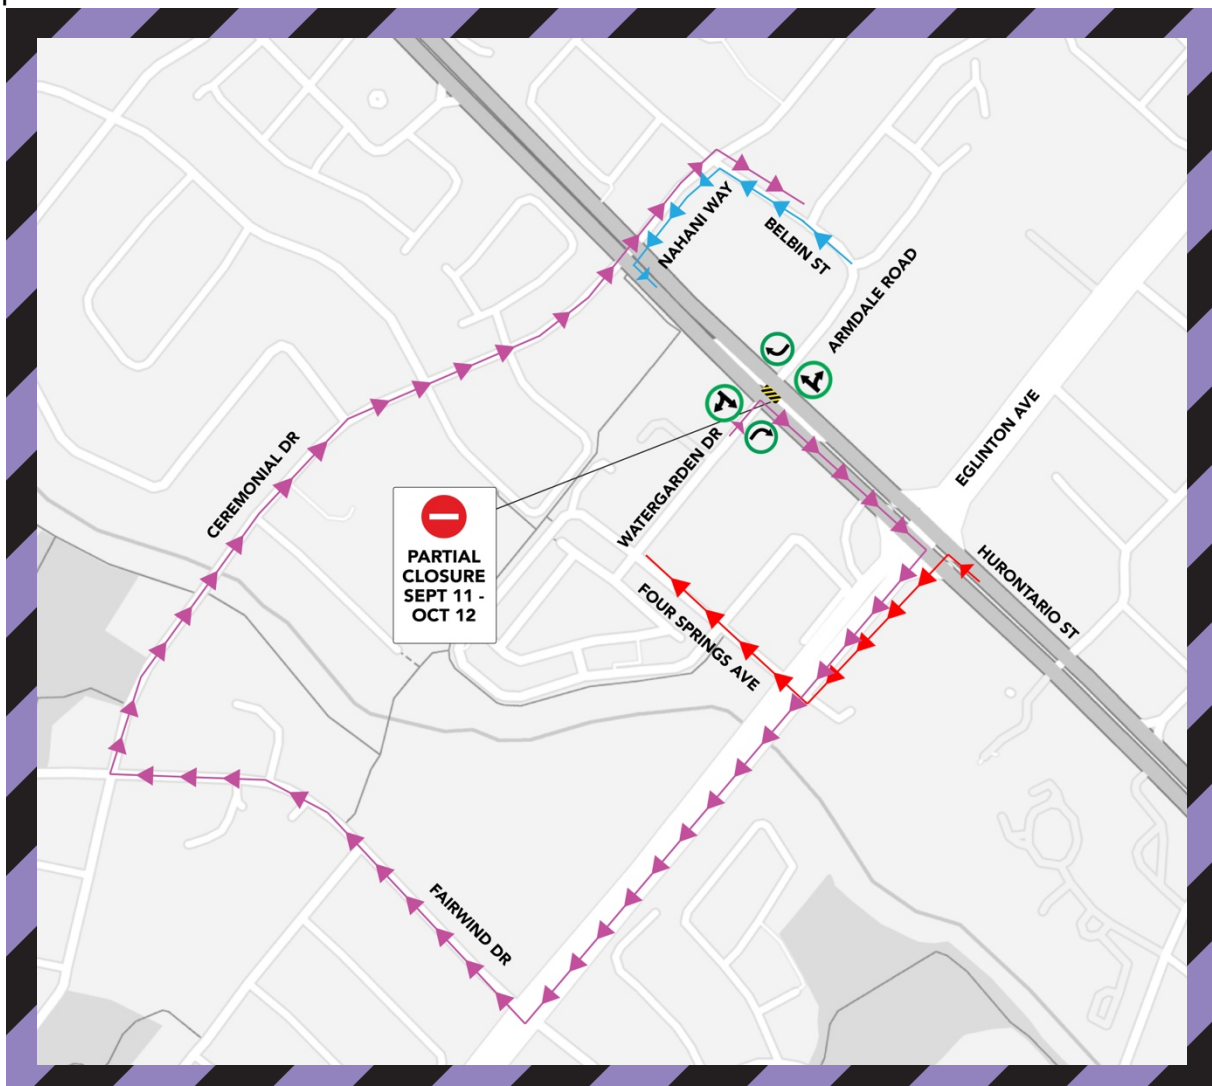 NAHANI WAY
BELBIN ST
ARMDALE ROAD
EGLINTON AVE
CEREMONIAL DR
WATERGARDEN DR
PARTIAL
CLOSURE
SEPT 11 -
OCT 12
HURONTARIO ST
FOUR SPRINGS AVE
FAIRWIND DR